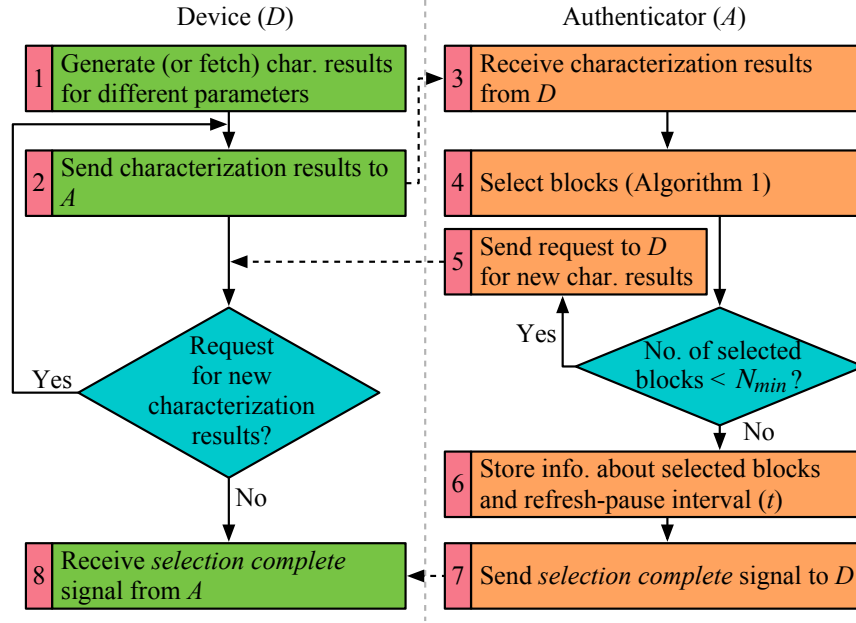 Device (D)
Authenticator (A)
1
Generate (or fetch) char. results
for different parameters
3
Receive characterization results
from D
2
Send characterization results to
A
4
Select blocks (Algorithm 1)
5
Send request to D
for new char. results
Request
for new
characterization
results?
Yes
Yes
No. of selected
blocks < N_min?
No
No
6
Store info. about selected blocks
and refresh-pause interval (t)
8
Receive selection complete
signal from A
7
Send selection complete signal to D